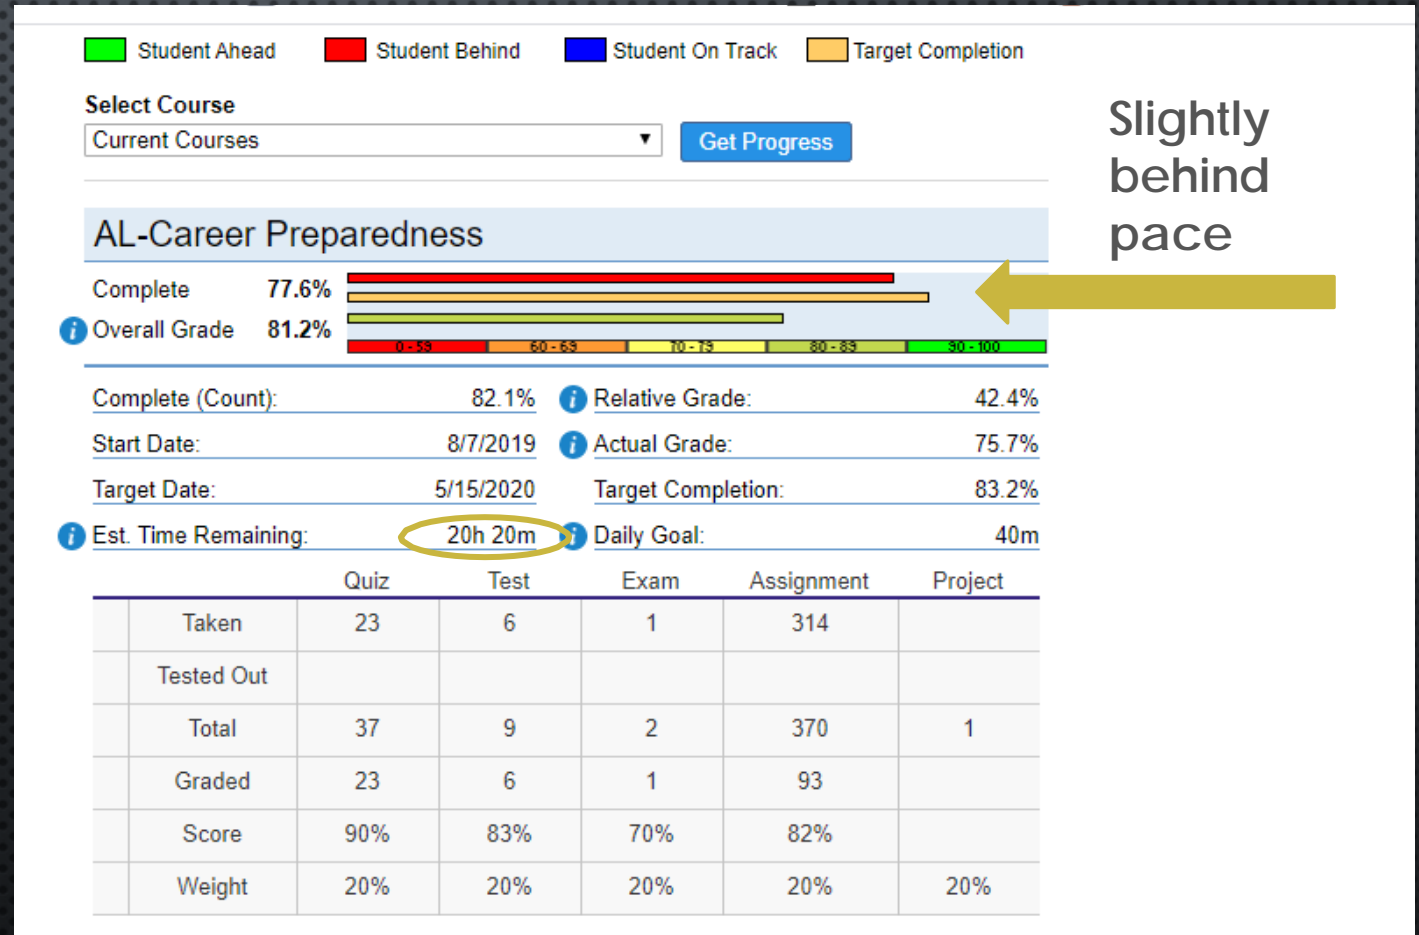 Student Ahead Student Behind Student On Track Target Completion
Select Course
Current Courses Get Progress
Slightly
behind
pace
AL-Career Preparedness
Complete 77.6%
Overall Grade 81.2%
0 - 59 60 - 69 70 - 79 80 - 89 90 - 100
Complete (Count): 82.1% Relative Grade: 42.4%
Start Date: 8/7/2019 Actual Grade: 75.7%
Target Date: 5/15/2020 Target Completion: 83.2%
Est. Time Remaining: 20h 20m Daily Goal: 40m
Quiz Test Exam Assignment Project
Taken 23 6 1 314
Tested Out
Total 37 9 2 370 1
Graded 23 6 1 93
Score 90% 83% 70% 82%
Weight 20% 20% 20% 20% 20%